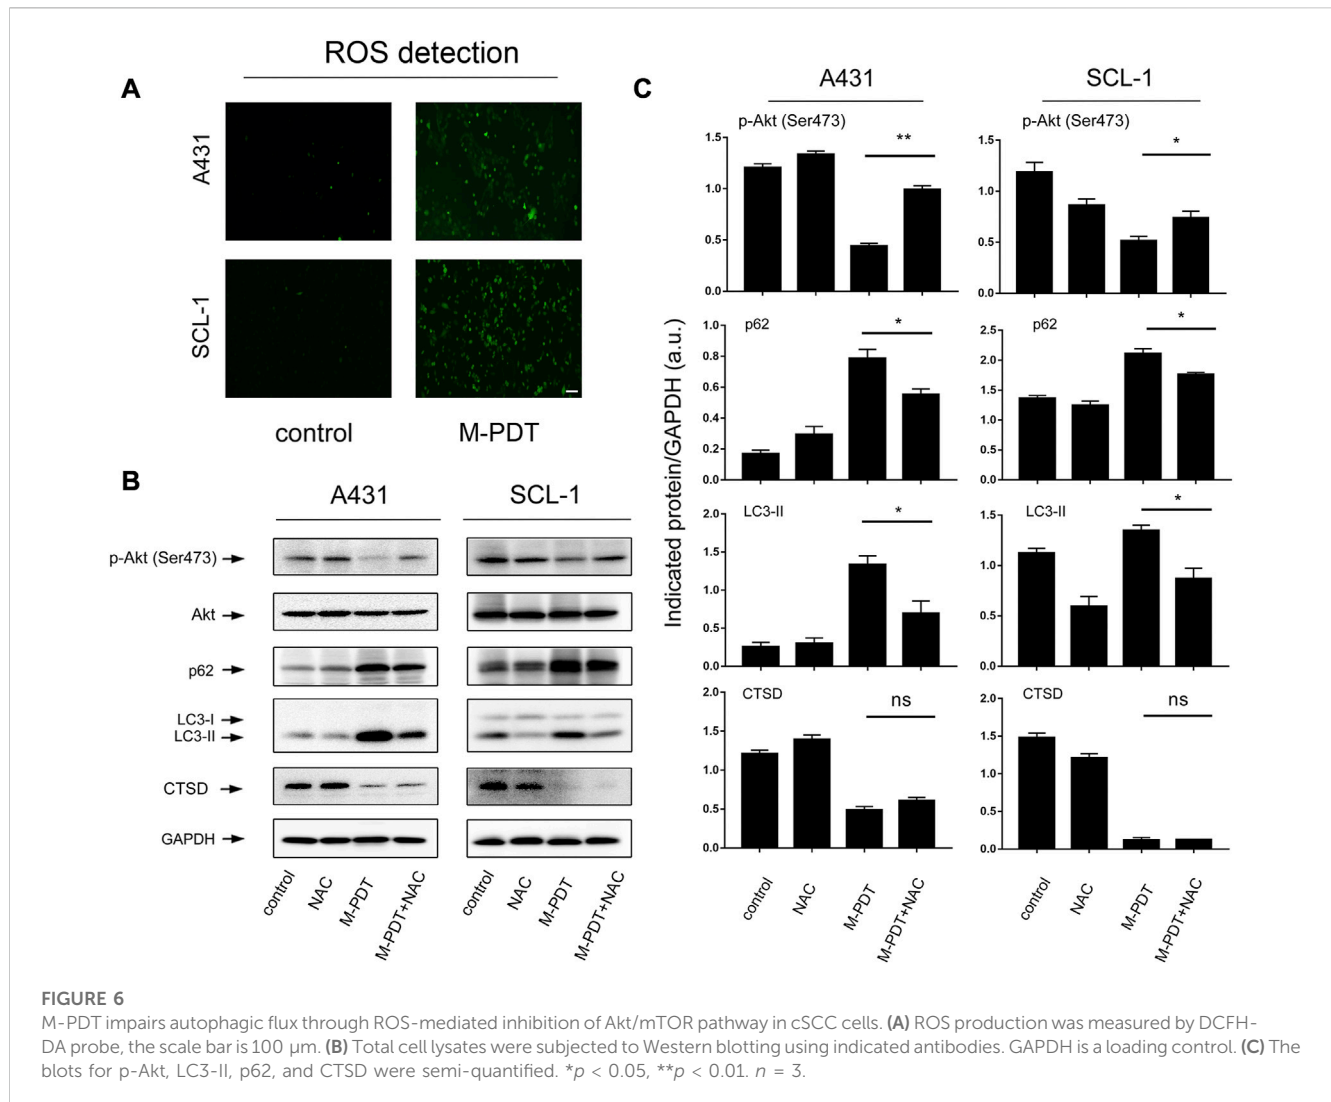 ROS detection
A
A431
SCL-1
control
M-PDT
B
A431
SCL-1
p-Akt (Ser473)
Akt
p62
LC3-I
LC3-II
CTSD
GAPDH
control
NAC
M-PDT
M-PDT+NAC
control
NAC
M-PDT
M-PDT+NAC
C
A431
SCL-1
Indicated protein/GAPDH (a.u.)
p-Akt (Ser473)
1.5
1.0
0.5
0.0
**
p-Akt (Ser473)
1.5
1.0
0.5
0.0
*
p62
1.0
0.8
0.6
0.4
0.2
0.0
*
p62
2.5
2.0
1.5
1.0
0.5
0.0
*
LC3-II
2.0
1.5
1.0
0.5
0.0
*
LC3-II
1.5
1.0
0.5
0.0
*
CTSD
2.0
1.5
1.0
0.5
0.0
ns
CTSD
2.0
1.5
1.0
0.5
0.0
ns
control
NAC
M-PDT
M-PDT+NAC
control
NAC
M-PDT
M-PDT+NAC
FIGURE 6
M-PDT impairs autophagic flux through ROS-mediated inhibition of Akt/mTOR pathway in cSCC cells. (A) ROS production was measured by DCFH-
DA probe, the scale bar is 100 μm. (B) Total cell lysates were subjected to Western blotting using indicated antibodies. GAPDH is a loading control. (C) The
blots for p-Akt, LC3-II, p62, and CTSD were semi-quantified. *p < 0.05, **p < 0.01. n = 3.